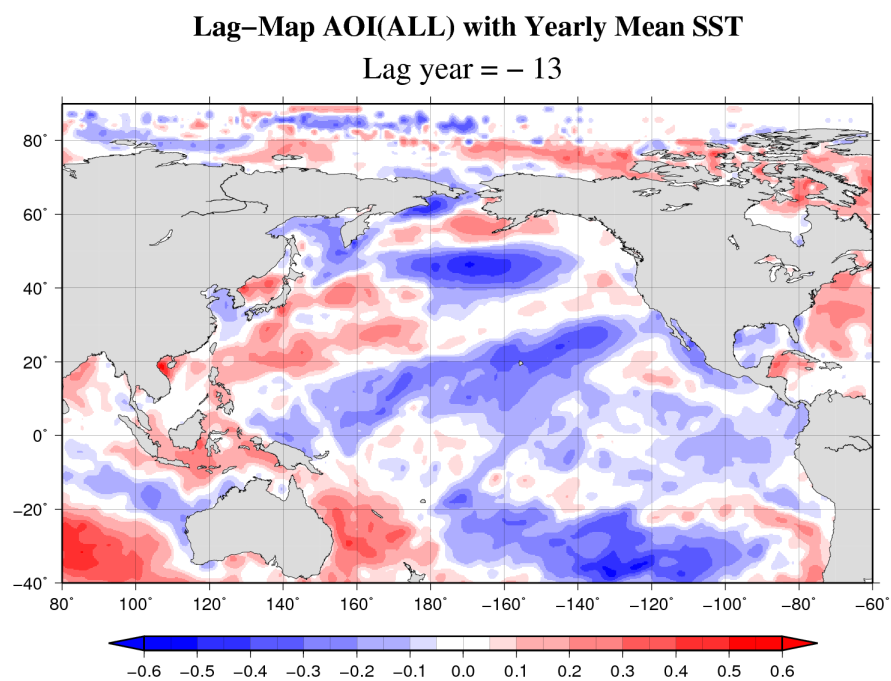 Lag−Map AOI(ALL) with Yearly Mean SST
Lag year = − 13
80˚
60˚
40˚
20˚
0˚
−20˚
−40˚
80 100 120 140 160 180 −160˚ −140˚ −120˚ −100˚ −80˚ −60˚
−0.6 −0.5 −0.4 −0.3 −0.2 −0.1 0.0 0.1 0.2 0.3 0.4 0.5 0.6